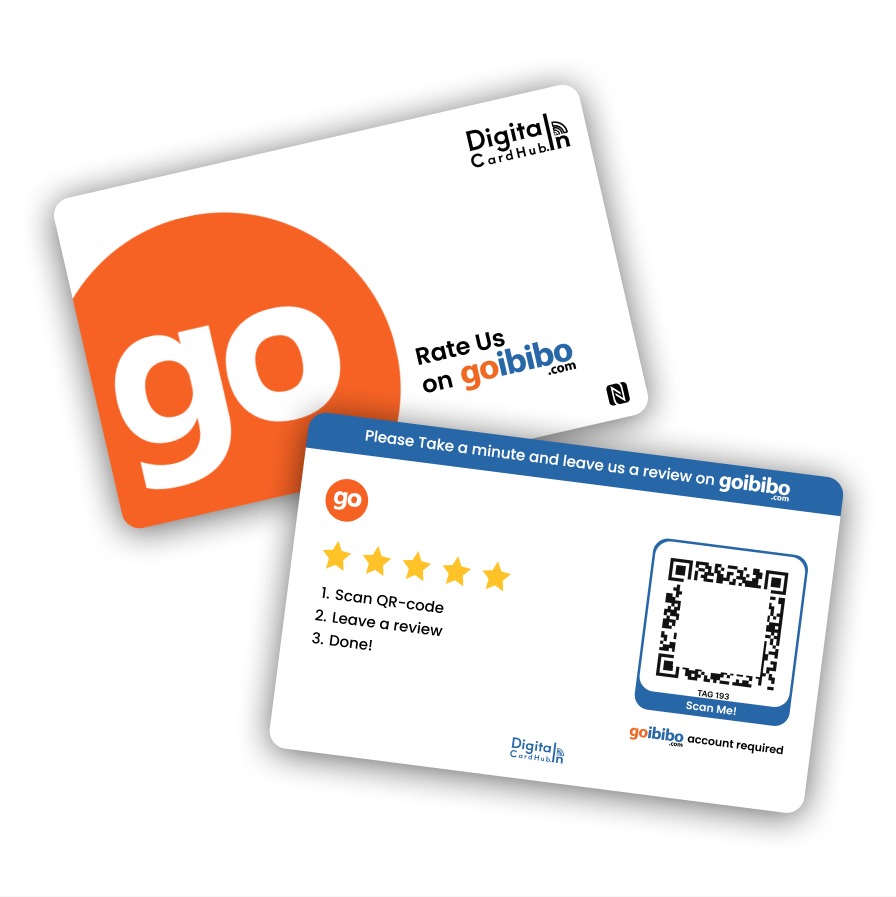 Digital In
CardHub.
go
Rate Us
on goibibo
.com
Please Take a minute and leave us a review on goibibo
.com
go
1. Scan QR-code
2. Leave a review
3. Done!
TAG 193
Scan Me!
goibibo
.com account required
Digital In
CardHub.